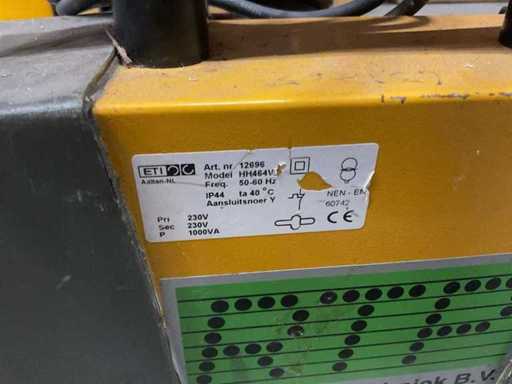 ETI
Aalten-NL
Art. nr. 12696
Model HH464V
Freq. 50-60 Hz
IP44 ta 40 °C
Aansluitsnoer Y
NEN - EN
60742
CE
Pri 230V
Sec 230V
P 1000VA
B.V.